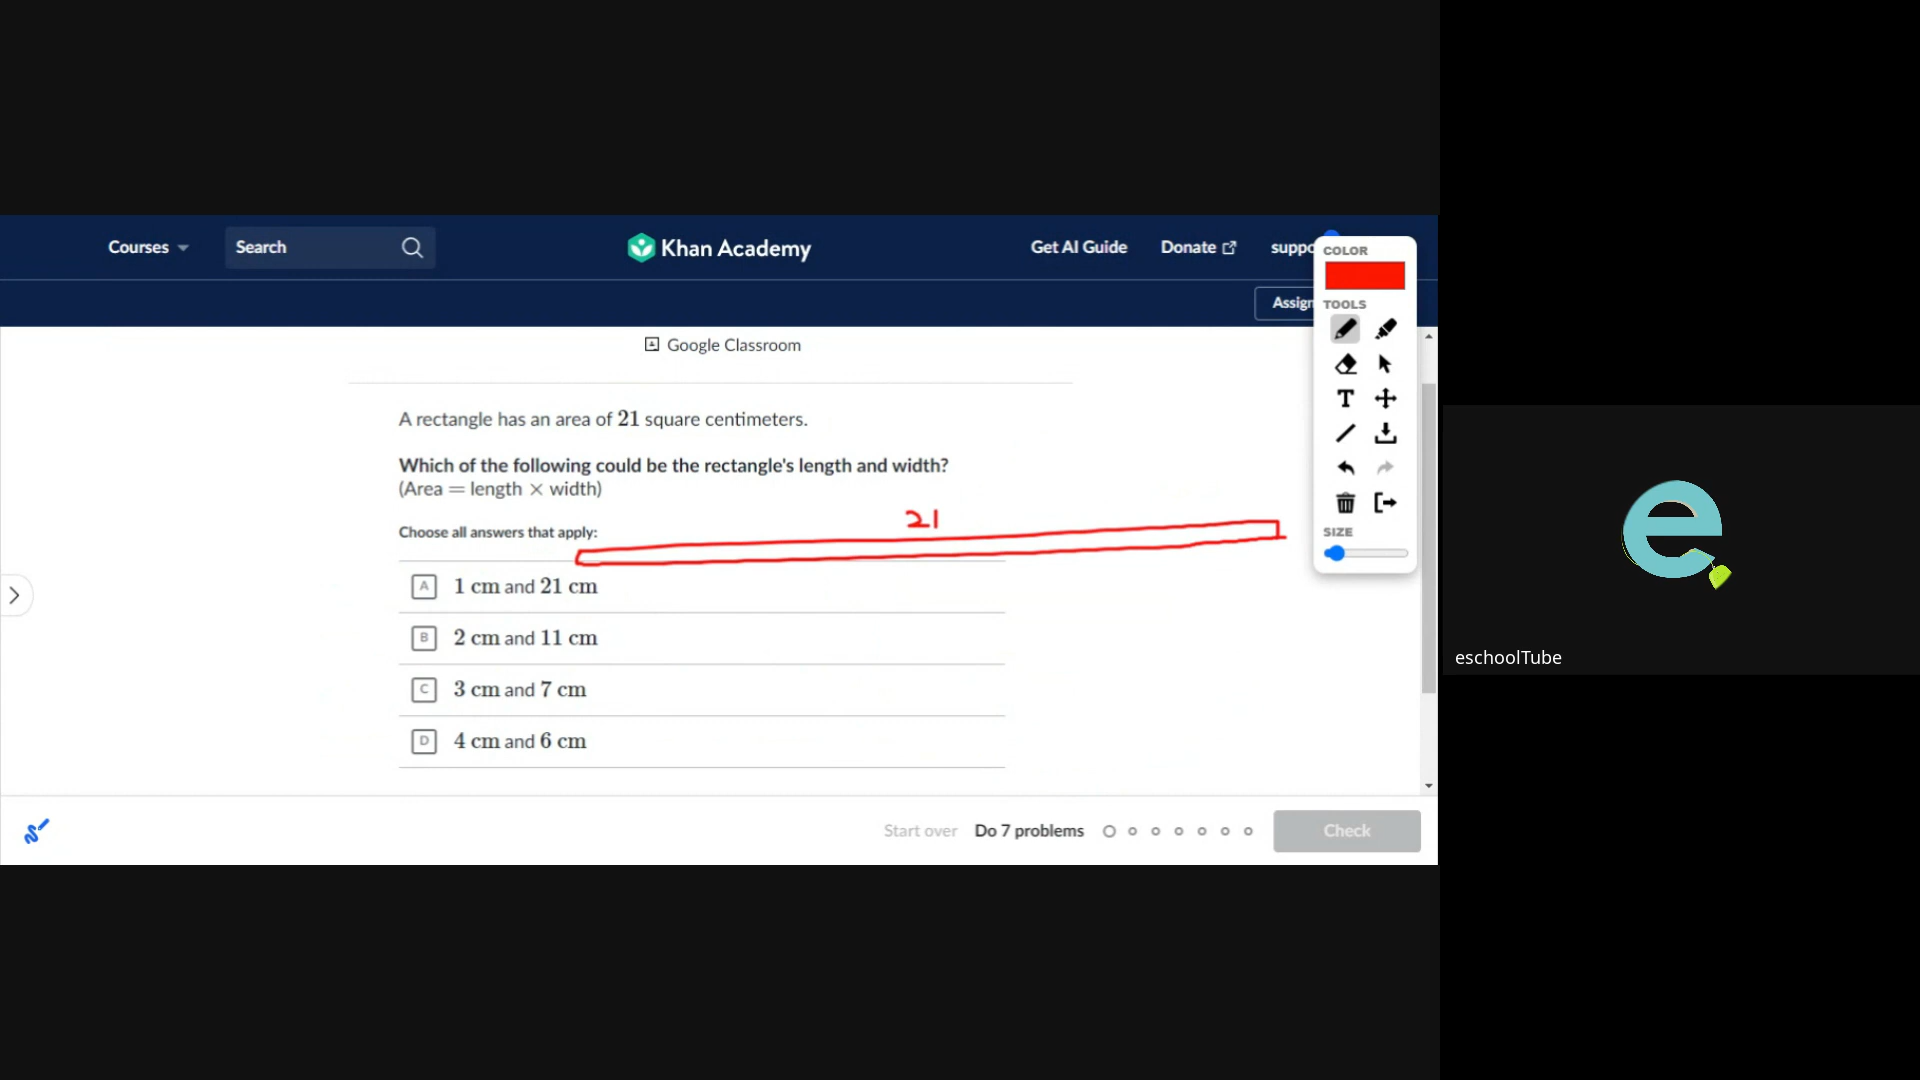 Courses
Search
Khan Academy
Get AI Guide
Donate
suppo
Assign
COLOR
TOOLS
T
SIZE
Google Classroom
A rectangle has an area of 21 square centimeters.
Which of the following could be the rectangle's length and width?
(Area = length × width)
21
Choose all answers that apply:
A 1 cm and 21 cm
B 2 cm and 11 cm
C 3 cm and 7 cm
D 4 cm and 6 cm
Start over Do 7 problems Check
e
eschoolTube